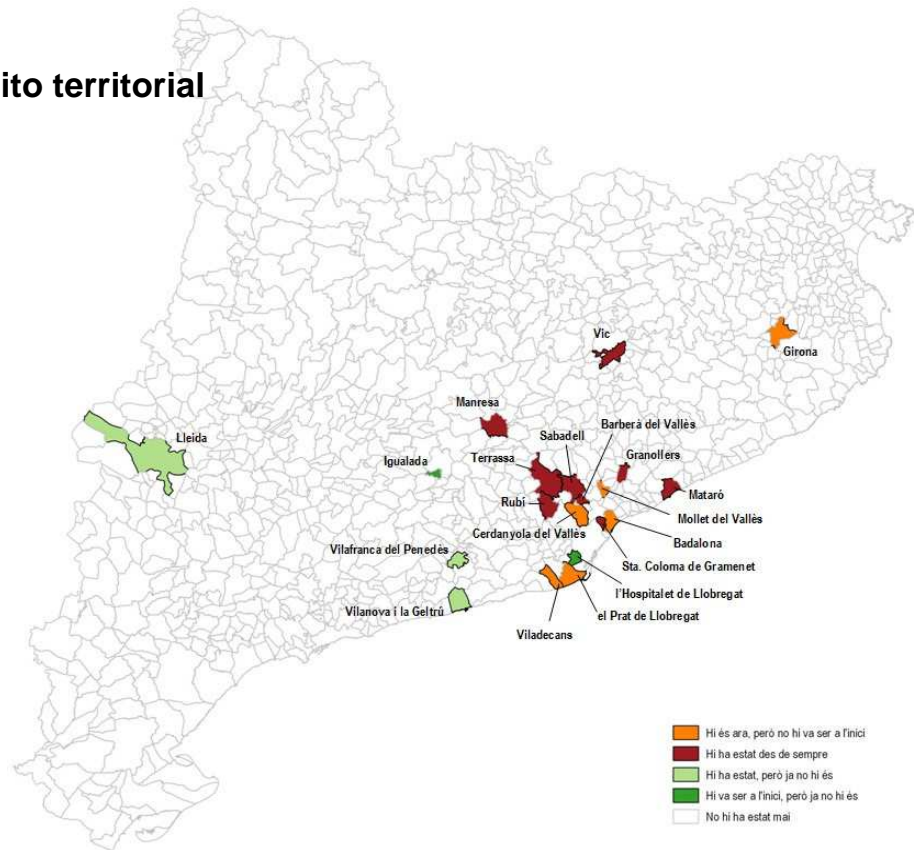 ito territorial
Vic
Girona
Manresa
Barberà del Vallès
Sabadell
Lleida
Granollers
Igualada
Terrassa
Mataró
Rubí
Mollet del Vallès
Cerdanyola del Vallès
Badalona
Vilafranca del Penedès
Sta. Coloma de Gramenet
l'Hospitalet de Llobregat
Vilanova i la Geltrú
el Prat de Llobregat
Viladecans
Hi és ara, però no hi va ser a l'inici
Hi ha estat des de sempre
Hi ha estat, però ja no hi és
Hi va ser a l'inici, però ja no hi és
No hi ha estat mai